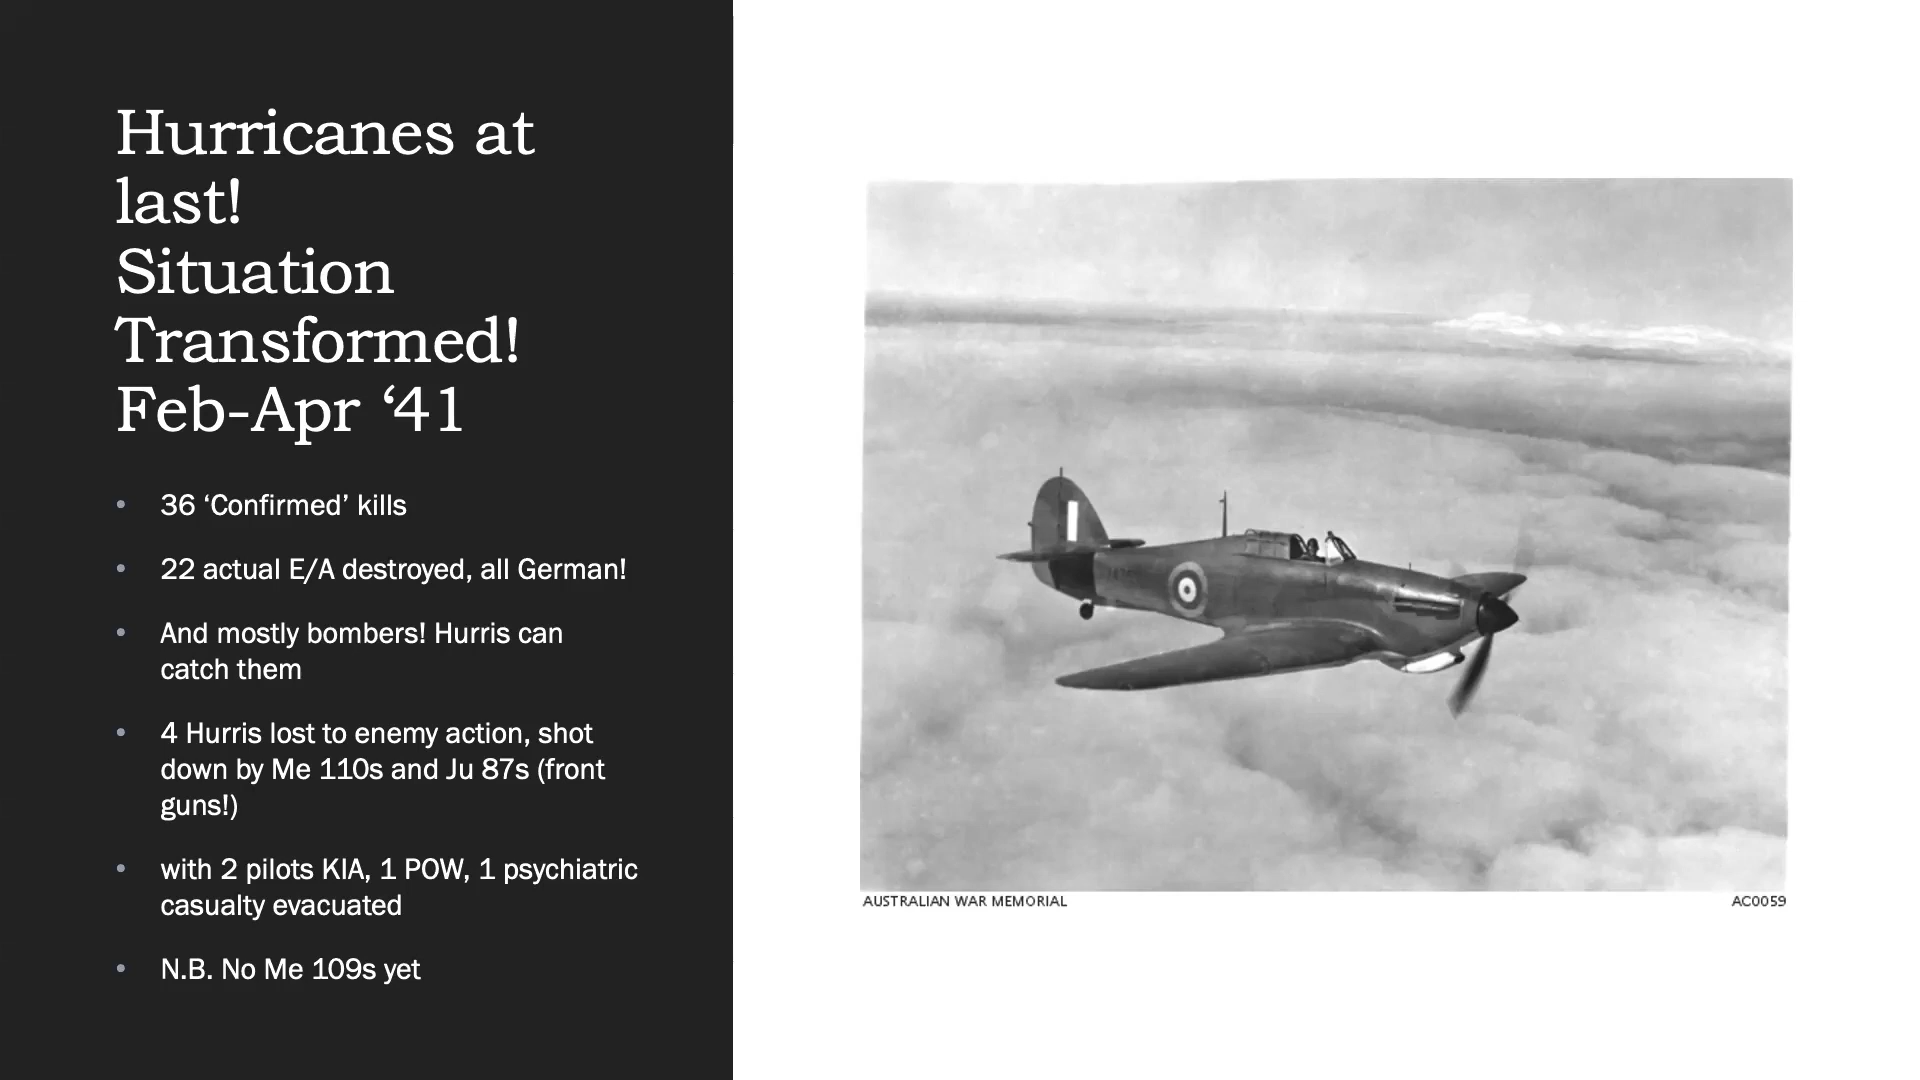 Hurricanes at
last!
Situation
Transformed!
Feb-Apr ‘41
• 36 ‘Confirmed’ kills
• 22 actual E/A destroyed, all German!
• And mostly bombers! Hurris can
catch them
• 4 Hurris lost to enemy action, shot
down by Me 110s and Ju 87s (front
guns!)
• with 2 pilots KIA, 1 POW, 1 psychiatric
casualty evacuated
• N.B. No Me 109s yet
AUSTRALIAN WAR MEMORIAL
AC0059